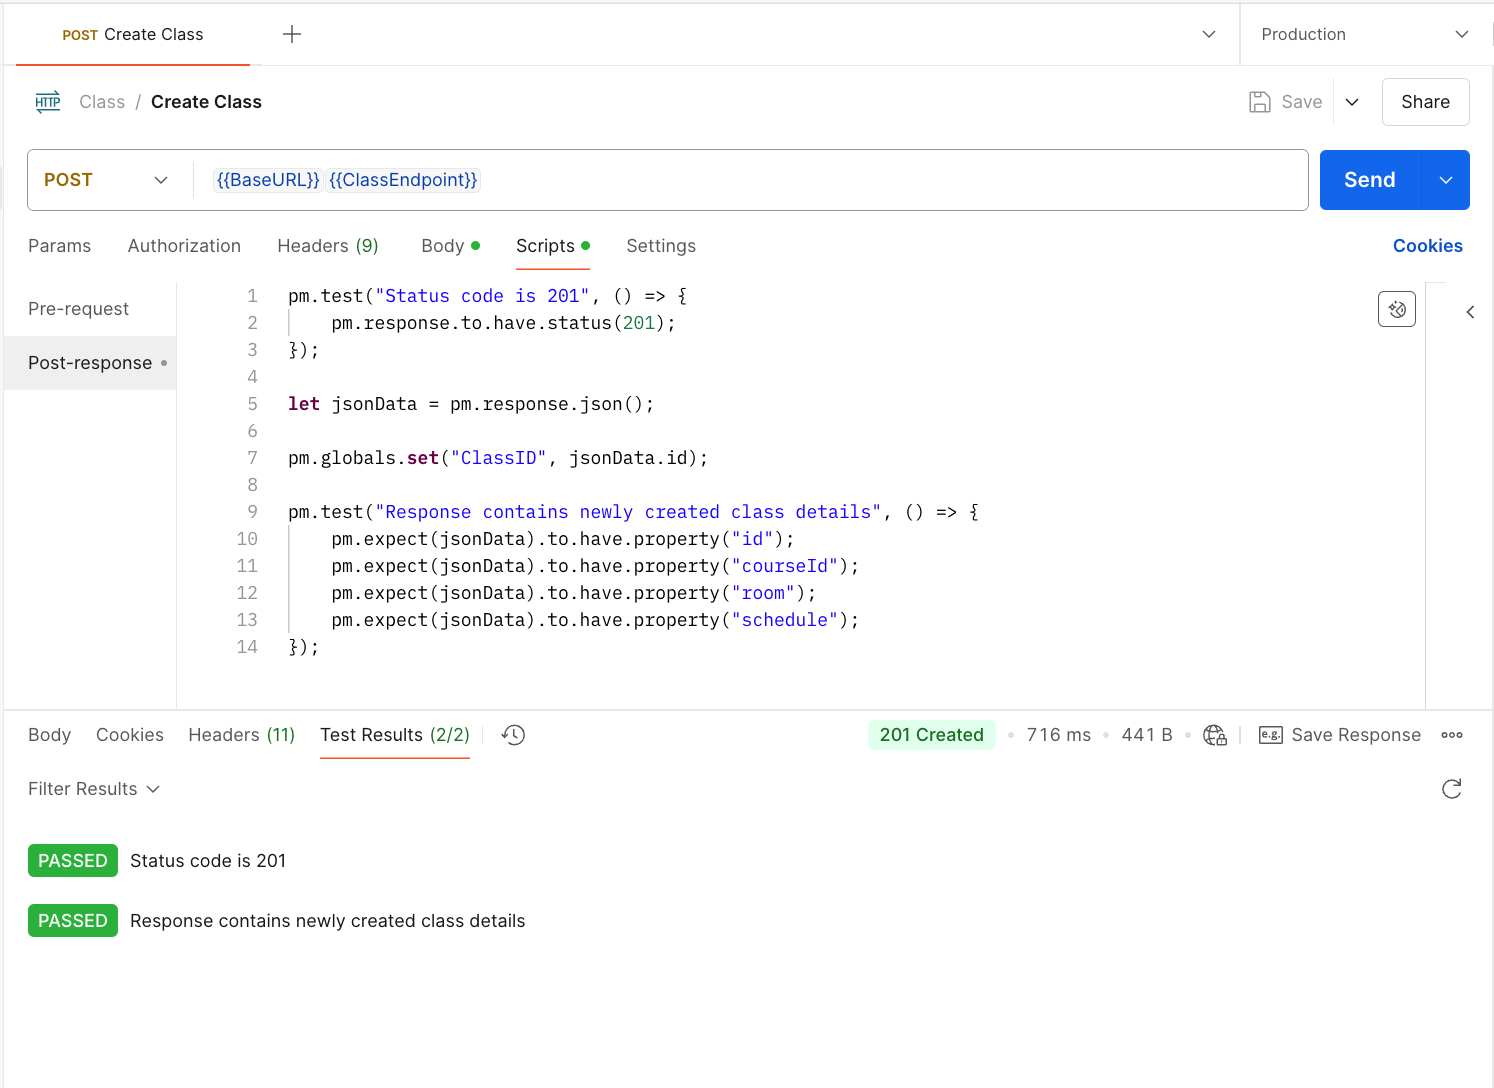 POST Create Class
Production
HTTP Class / Create Class
Save
Share
POST
{{BaseURL}} {{ClassEndpoint}}
Send
Params
Authorization
Headers (9)
Body
Scripts
Settings
Cookies
Pre-request
Post-response
1 pm.test("Status code is 201", () => {
2 pm.response.to.have.status(201);
3 });
4
5 let jsonData = pm.response.json();
6
7 pm.globals.set("ClassID", jsonData.id);
8
9 pm.test("Response contains newly created class details", () => {
10 pm.expect(jsonData).to.have.property("id");
11 pm.expect(jsonData).to.have.property("courseId");
12 pm.expect(jsonData).to.have.property("room");
13 pm.expect(jsonData).to.have.property("schedule");
14 });
Body
Cookies
Headers (11)
Test Results (2/2)
201 Created
716 ms
441 B
e.g. Save Response
Filter Results
PASSED Status code is 201
PASSED Response contains newly created class details